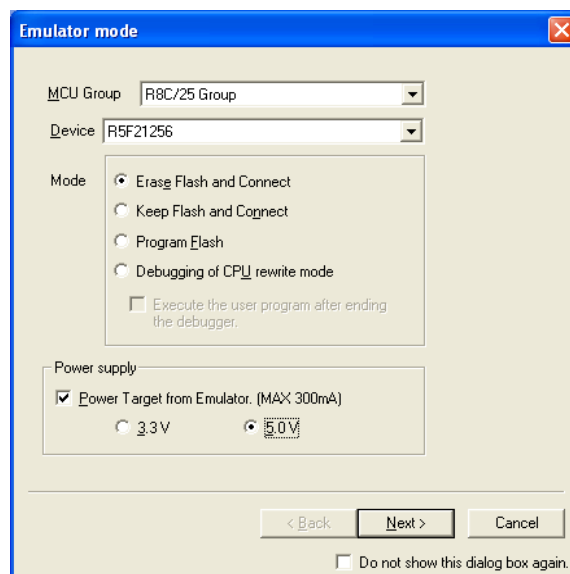 Emulator mode
MCU Group R8C/25 Group
Device R5F21256
Mode
Erase Flash and Connect
Keep Flash and Connect
Program Flash
Debugging of CPU rewrite mode
Execute the user program after ending
the debugger.
Power supply
Power Target from Emulator. (MAX 300mA)
3.3 V 5.0 V
< Back Next > Cancel
Do not show this dialog box again.